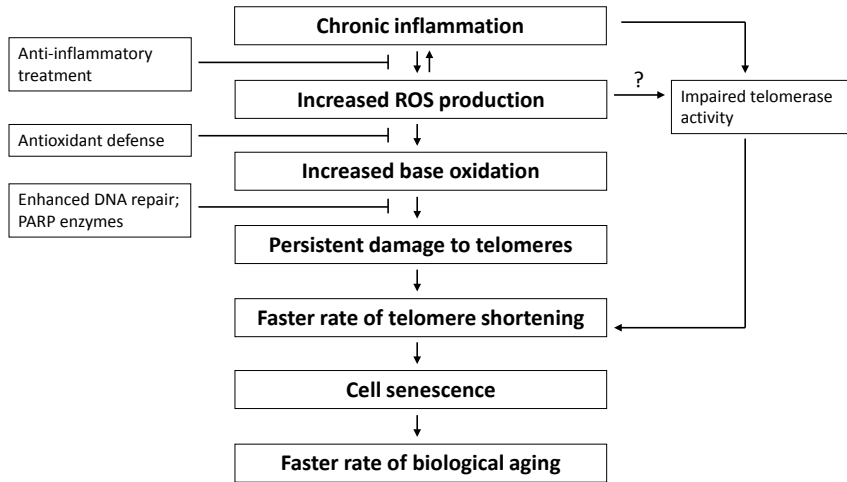 Chronic inflammation
Anti-inflammatory
treatment
Increased ROS production
?
Impaired telomerase
activity
Antioxidant defense
Increased base oxidation
Enhanced DNA repair;
PARP enzymes
Persistent damage to telomeres
Faster rate of telomere shortening
Cell senescence
Faster rate of biological aging